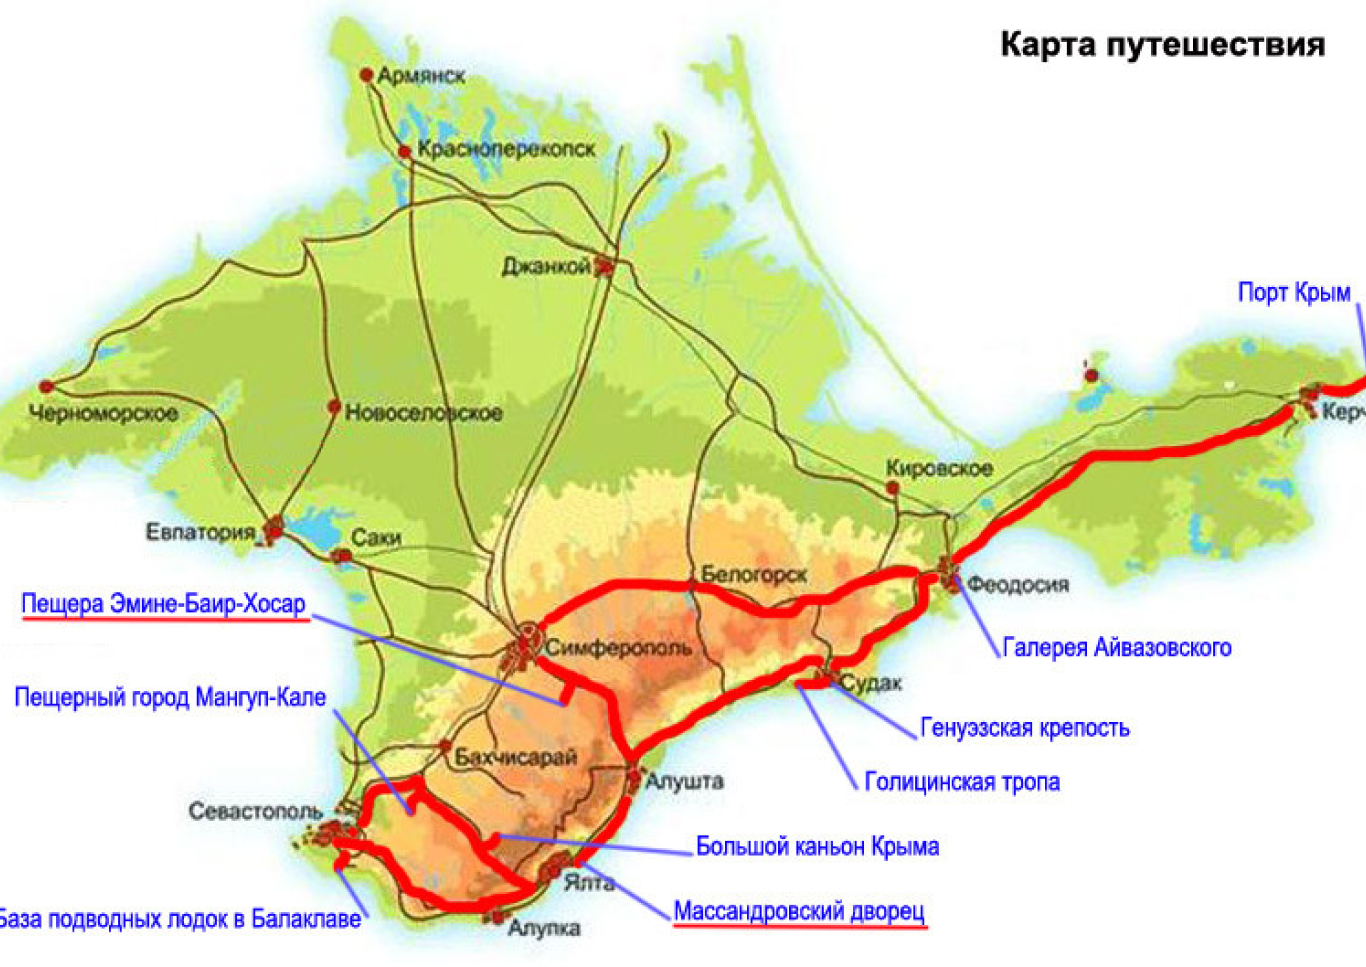 Карта путешествия
Армянск
Красноперекопск
Джанкой
Порт Крым
Черноморское
Новоселовское
Керч
Кировское
Евпатория
Саки
Белогорск
Феодосия
Пещера Эмине-Баир-Хосар
Симферополь
Галерея Айвазовского
Судак
Пещерный город Мангуп-Кале
Генуэзская крепость
Бахчисарай
Алушта
Голицинская тропа
Севастополь
Большой каньон Крыма
Ялта
Массандровский дворец
База подводных лодок в Балаклаве
Алупка